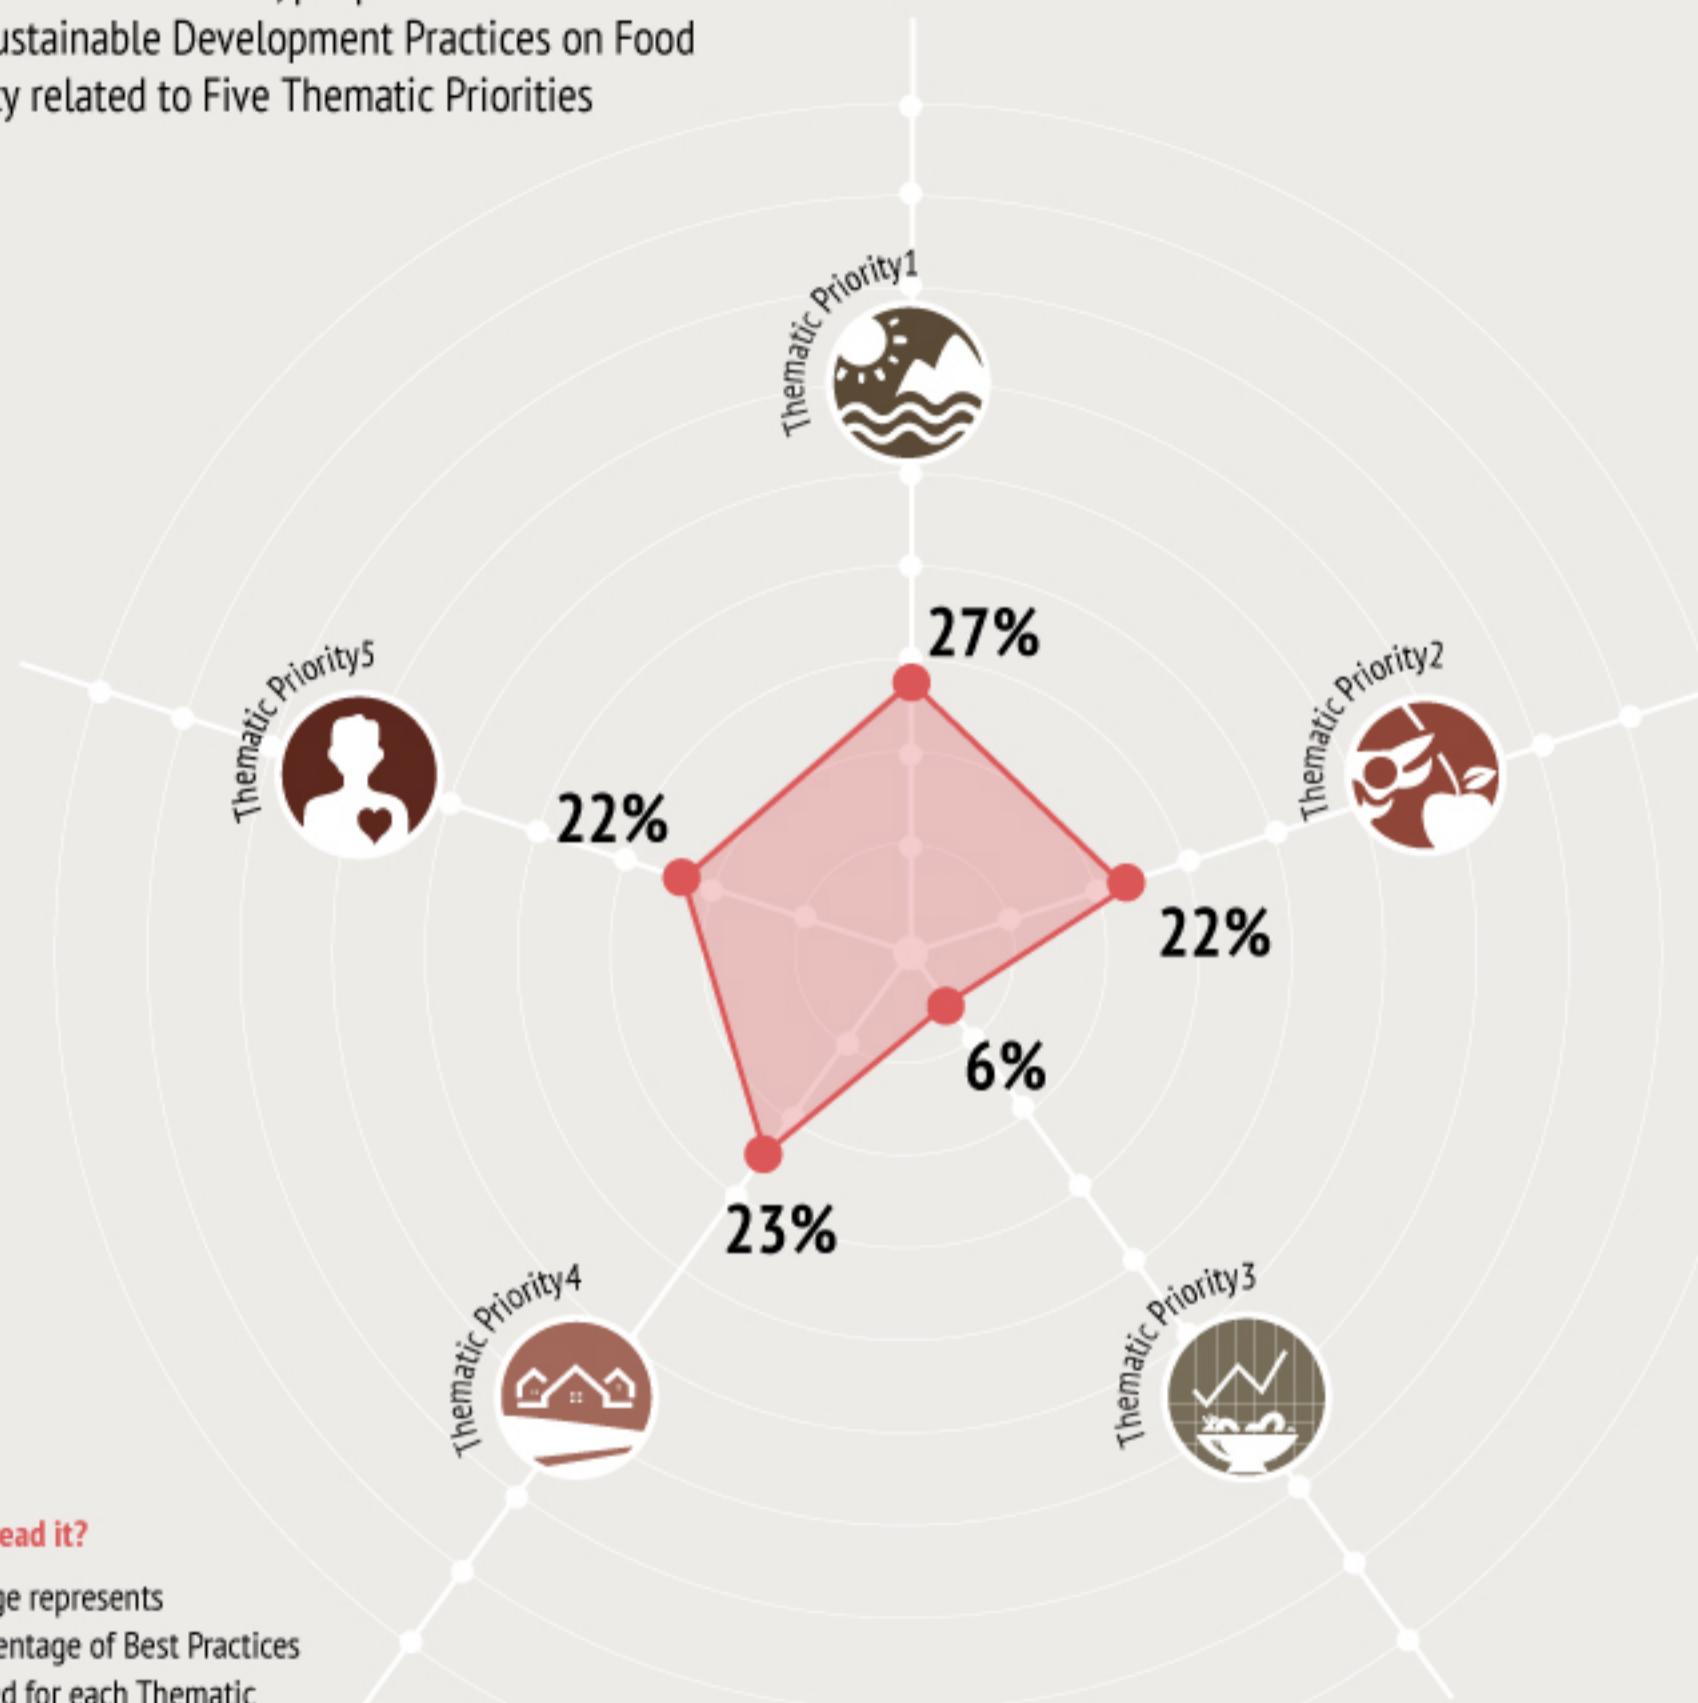 ustainable Development Practices on Food
y related to Five Thematic Priorities
Thematic Priority1
27%
Thematic Priority5
Thematic Priority2
22%
22%
6%
23%
Thematic Priority4
Thematic Priority3
ead it?
ge represents
entage of Best Practices
d for each Thematic